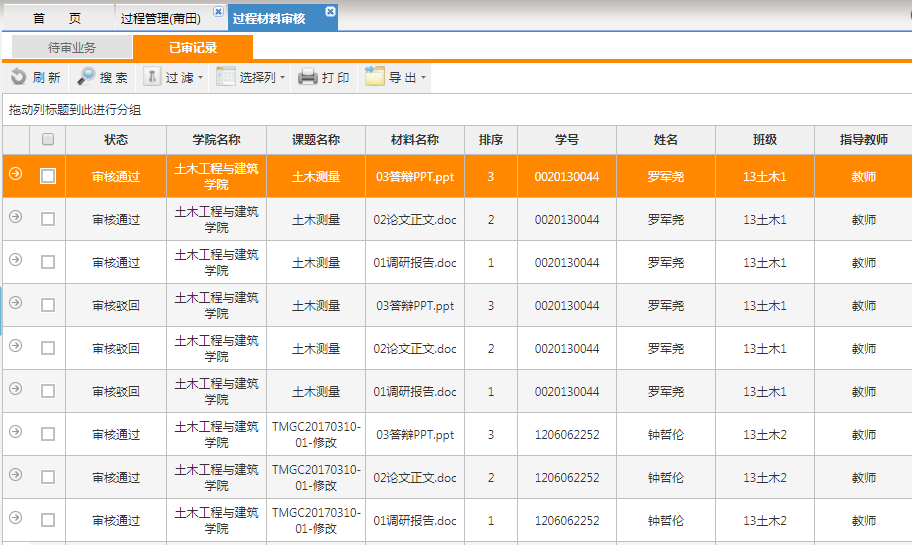 首 页 过程管理(莆田) 过程材料审核
待审业务 已审记录
刷 新 搜 索 过 滤 选择列 打 印 导 出
拖动列标题到此进行分组
状态 学院名称 课题名称 材料名称 排序 学号 姓名 班级 指导教师
审核通过 土木工程与建筑学院 土木测量 03答辩PPT.ppt 3 0020130044 罗军尧 13土木1 教师
审核通过 土木工程与建筑学院 土木测量 02论文正文.doc 2 0020130044 罗军尧 13土木1 教师
审核通过 土木工程与建筑学院 土木测量 01调研报告.doc 1 0020130044 罗军尧 13土木1 教师
审核驳回 土木工程与建筑学院 土木测量 03答辩PPT.ppt 3 0020130044 罗军尧 13土木1 教师
审核驳回 土木工程与建筑学院 土木测量 02论文正文.doc 2 0020130044 罗军尧 13土木1 教师
审核驳回 土木工程与建筑学院 土木测量 01调研报告.doc 1 0020130044 罗军尧 13土木1 教师
审核通过 土木工程与建筑学院 TMGC20170310-01-修改 03答辩PPT.ppt 3 1206062252 钟哲伦 13土木2 教师
审核通过 土木工程与建筑学院 TMGC20170310-01-修改 02论文正文.doc 2 1206062252 钟哲伦 13土木2 教师
审核通过 土木工程与建筑学院 TMGC20170310-01-修改 01调研报告.doc 1 1206062252 钟哲伦 13土木2 教师